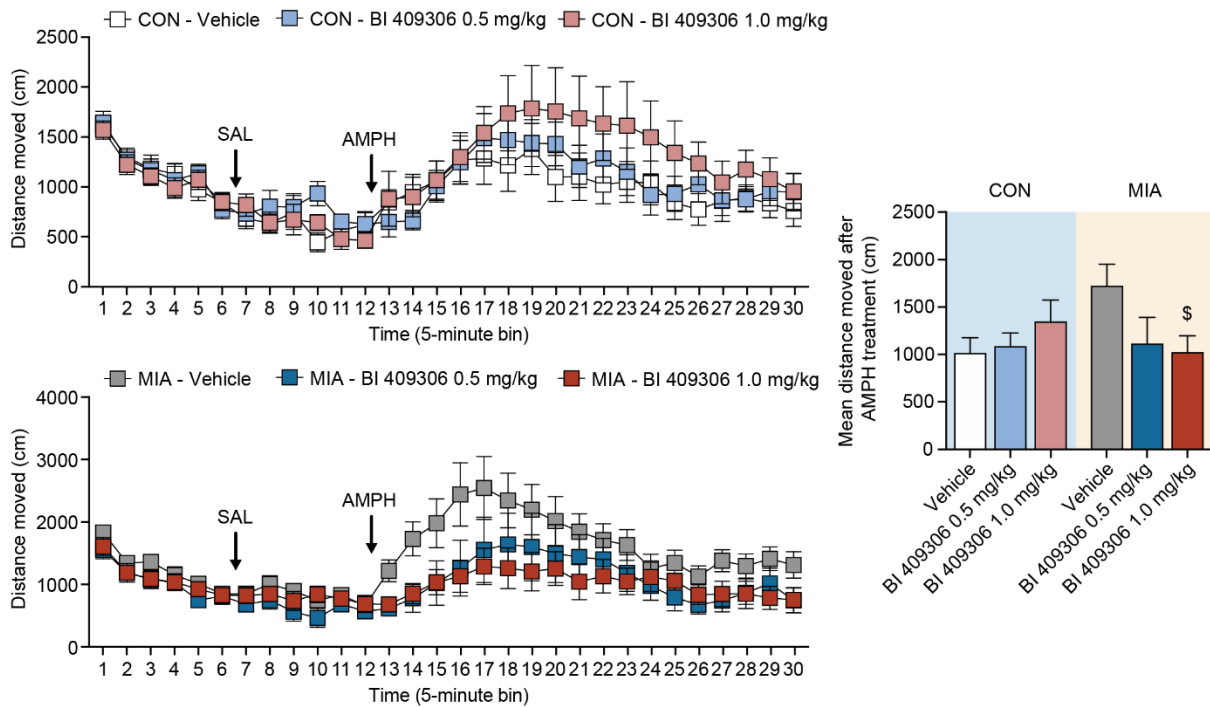 CON - Vehicle CON - BI 409306 0.5 mg/kg CON - BI 409306 1.0 mg/kg
Distance moved (cm)
2500
2000
1500
1000
500
0
SAL
AMPH
1 2 3 4 5 6 7 8 9 10 11 12 13 14 15 16 17 18 19 20 21 22 23 24 25 26 27 28 29 30
Time (5-minute bin)
MIA - Vehicle MIA - BI 409306 0.5 mg/kg MIA - BI 409306 1.0 mg/kg
Distance moved (cm)
4000
3000
2000
1000
0
SAL
AMPH
1 2 3 4 5 6 7 8 9 10 11 12 13 14 15 16 17 18 19 20 21 22 23 24 25 26 27 28 29 30
Time (5-minute bin)
CON MIA
Mean distance moved after
AMPH treatment (cm)
2500
2000
1500
1000
500
0
$
Vehicle
BI 409306 0.5 mg/kg
BI 409306 1.0 mg/kg
Vehicle
BI 409306 0.5 mg/kg
BI 409306 1.0 mg/kg